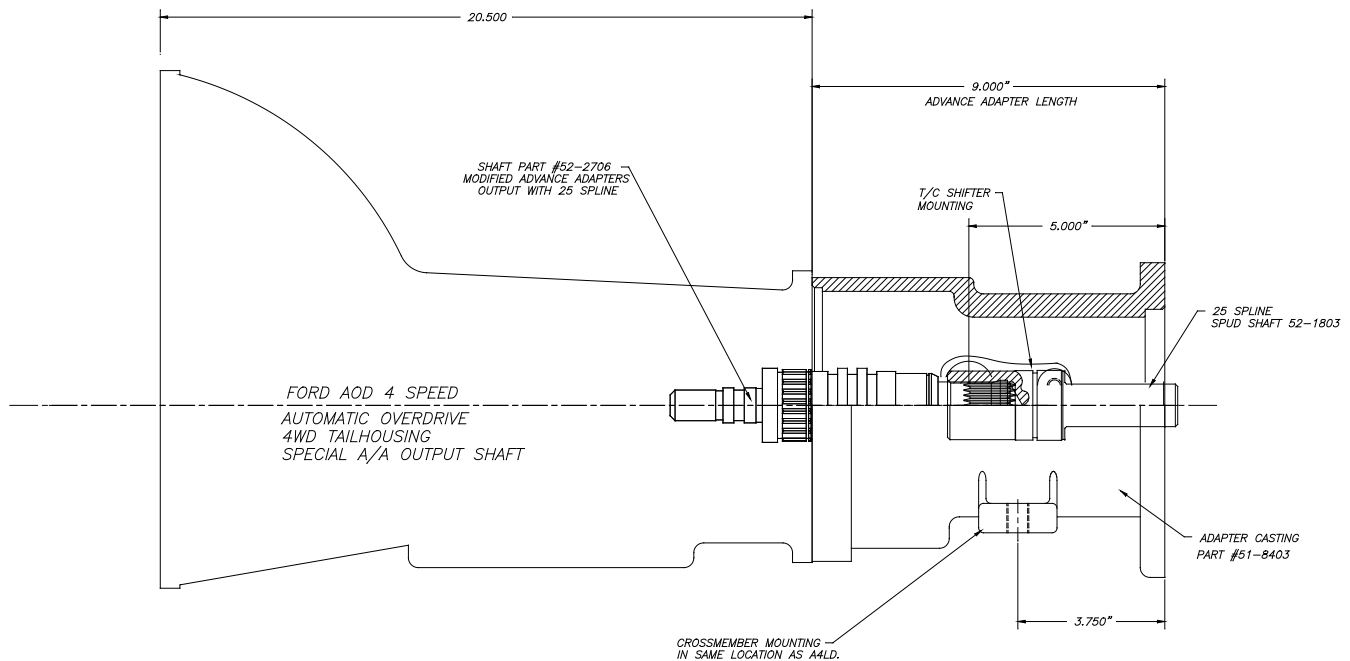 20.500
9.000"
ADVANCE ADAPTER LENGTH
SHAFT PART #52-2706
MODIFIED ADVANCE ADAPTERS
OUTPUT WITH 25 SPLINE
T/C SHIFTER
MOUNTING
5.000"
25 SPLINE
SPUD SHAFT 52-1803
FORD AOD 4 SPEED
AUTOMATIC OVERDRIVE
4WD TAILHOUSING
SPECIAL A/A OUTPUT SHAFT
ADAPTER CASTING
PART #51-8403
3.750"
CROSSMEMBER MOUNTING
IN SAME LOCATION AS A4LD.